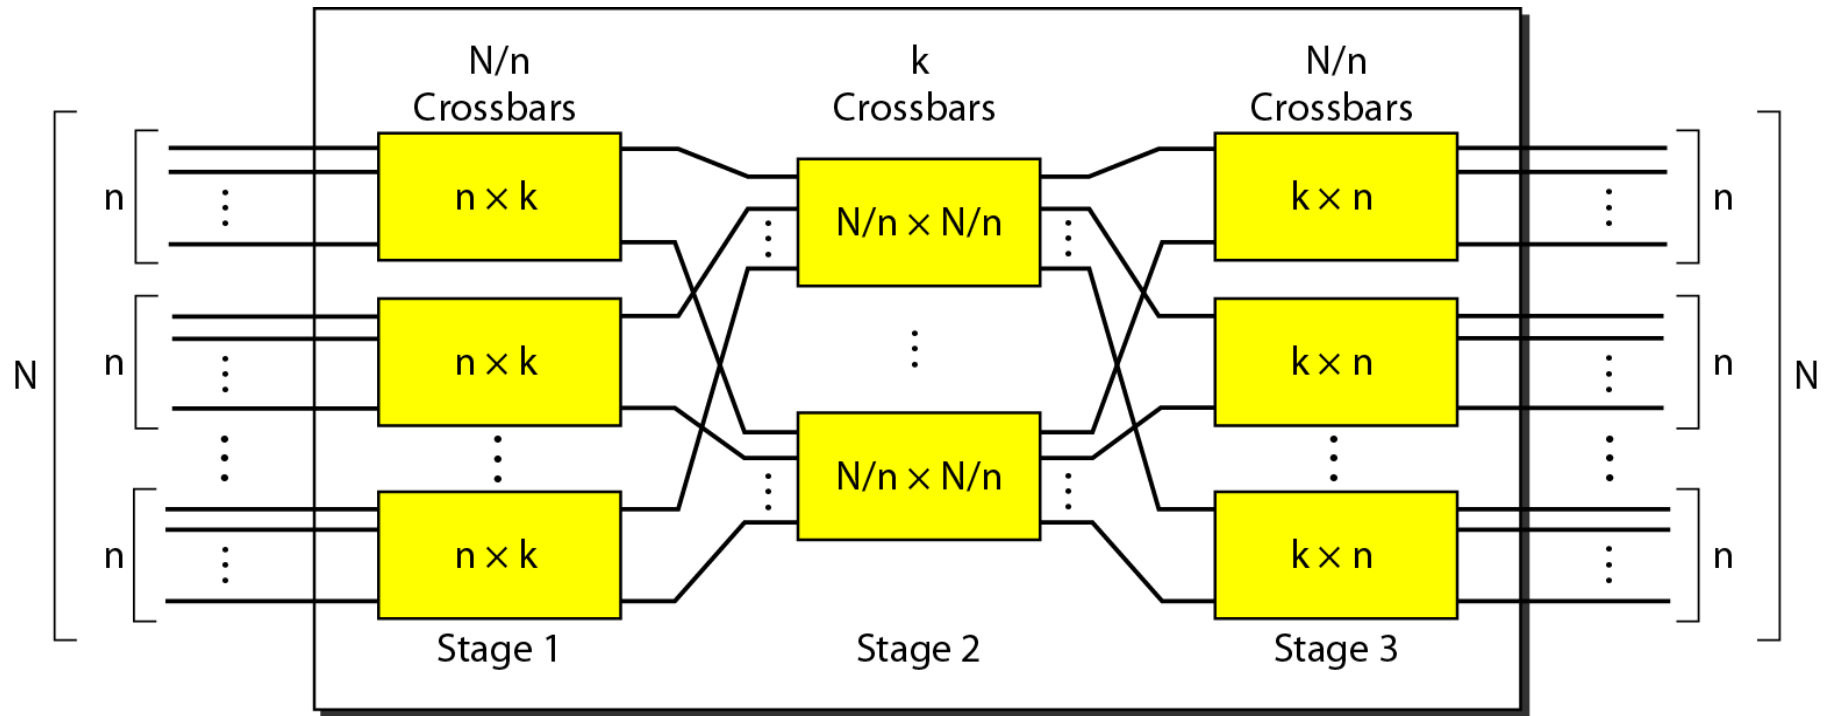 N/n
Crossbars
k
Crossbars
N/n
Crossbars
n
n × k
N/n × N/n
k × n
n
N
n
n × k
k × n
n
N
n
n × k
N/n × N/n
k × n
n
Stage 1
Stage 2
Stage 3